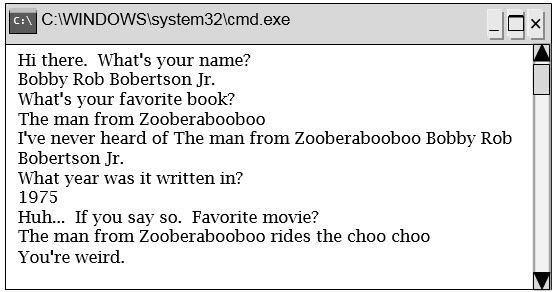 C:\WINDOWS\system32\cmd.exe
Hi there.  What's your name?
Bobby Rob Bobertson Jr.
What's your favorite book?
The man from Zooberabooboo
I've never heard of The man from Zooberabooboo Bobby Rob
Bobertson Jr.
What year was it written in?
1975
Huh...  If you say so.  Favorite movie?
The man from Zooberabooboo rides the choo choo
You're weird.